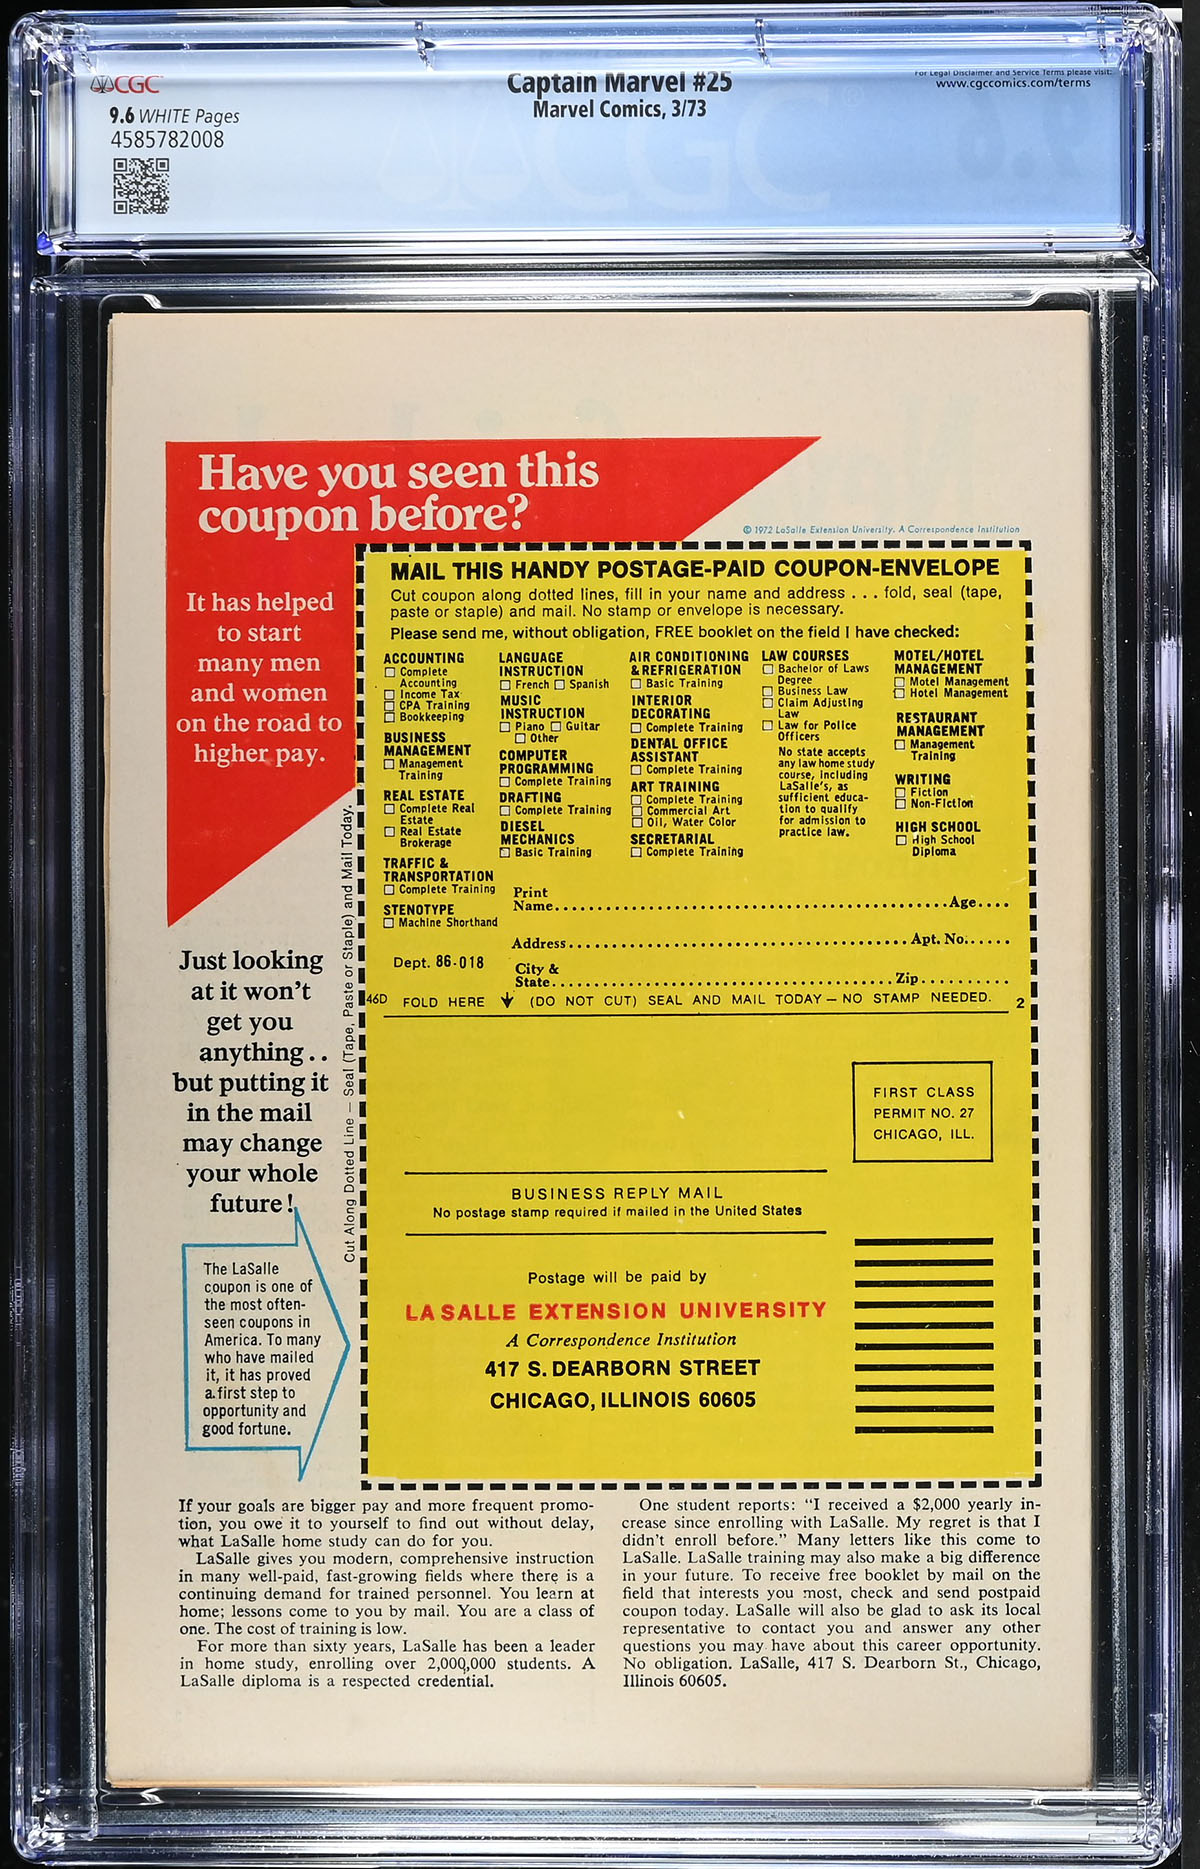 CGC
9.6 WHITE Pages
4585782008
Captain Marvel #25
Marvel Comics, 3/73
For Legal Disclaimer and Service Terms please visit:
www.cgccomics.com/terms
Have you seen this
coupon before?
It has helped
to start
many men
and women
on the road to
higher pay.
© 1972 LaSalle Extension University. A Correspondence Institution
MAIL THIS HANDY POSTAGE-PAID COUPON-ENVELOPE
Cut coupon along dotted lines, fill in your name and address . . . fold, seal (tape,
paste or staple) and mail. No stamp or envelope is necessary.
Please send me, without obligation, FREE booklet on the field I have checked:
ACCOUNTING
☐ Complete
Accounting
☐ Income Tax
☐ CPA Training
☐ Bookkeeping
BUSINESS
MANAGEMENT
☐ Management
Training
REAL ESTATE
☐ Complete Real
Estate
☐ Real Estate
Brokerage
TRAFFIC &
TRANSPORTATION
☐ Complete Training
STENOTYPE
☐ Machine Shorthand
LANGUAGE
INSTRUCTION
☐ French ☐ Spanish
MUSIC
INSTRUCTION
☐ Piano ☐ Guitar
☐ Other
COMPUTER
PROGRAMMING
☐ Complete Training
DRAFTING
☐ Complete Training
DIESEL
MECHANICS
☐ Basic Training
AIR CONDITIONING
& REFRIGERATION
☐ Basic Training
INTERIOR
DECORATING
☐ Complete Training
DENTAL OFFICE
ASSISTANT
☐ Complete Training
ART TRAINING
☐ Complete Training
☐ Commercial Art
☐ Oil, Water Color
SECRETARIAL
☐ Complete Training
LAW COURSES
☐ Bachelor of Laws
Degree
☐ Business Law
☐ Claim Adjusting
Law
☐ Law for Police
Officers
No state accepts
any law home study
course, including
LaSalle's, as
sufficient educa-
tion to qualify
for admission to
practice law.
MOTEL/HOTEL
MANAGEMENT
☐ Motel Management
☐ Hotel Management
RESTAURANT
MANAGEMENT
☐ Management
Training
WRITING
☐ Fiction
☐ Non-Fiction
HIGH SCHOOL
☐ High School
Diploma
Print
Name........................................Age....
Address........................................Apt. No......
Dept. 86-018
City &
State........................................Zip..........
46D FOLD HERE ↓ (DO NOT CUT) SEAL AND MAIL TODAY — NO STAMP NEEDED. 2
Cut Along Dotted Line — Seal (Tape, Paste or Staple) and Mail Today.
Just looking
at it won't
get you
anything..
but putting it
in the mail
may change
your whole
future!
The LaSalle
coupon is one of
the most often-
seen coupons in
America. To many
who have mailed
it, it has proved
a first step to
opportunity and
good fortune.
FIRST CLASS
PERMIT NO. 27
CHICAGO, ILL.
BUSINESS REPLY MAIL
No postage stamp required if mailed in the United States
Postage will be paid by
LA SALLE EXTENSION UNIVERSITY
A Correspondence Institution
417 S. DEARBORN STREET
CHICAGO, ILLINOIS 60605
If your goals are bigger pay and more frequent promo-
tion, you owe it to yourself to find out without delay,
what LaSalle home study can do for you.
LaSalle gives you modern, comprehensive instruction
in many well-paid, fast-growing fields where there is a
continuing demand for trained personnel. You learn at
home; lessons come to you by mail. You are a class of
one. The cost of training is low.
For more than sixty years, LaSalle has been a leader
in home study, enrolling over 2,000,000 students. A
LaSalle diploma is a respected credential.
One student reports: "I received a $2,000 yearly in-
crease since enrolling with LaSalle. My regret is that I
didn't enroll before." Many letters like this come to
LaSalle. LaSalle training may also make a big difference
in your future. To receive free booklet by mail on the
field that interests you most, check and send postpaid
coupon today. LaSalle will also be glad to ask its local
representative to contact you and answer any other
questions you may have about this career opportunity.
No obligation. LaSalle, 417 S. Dearborn St., Chicago,
Illinois 60605.